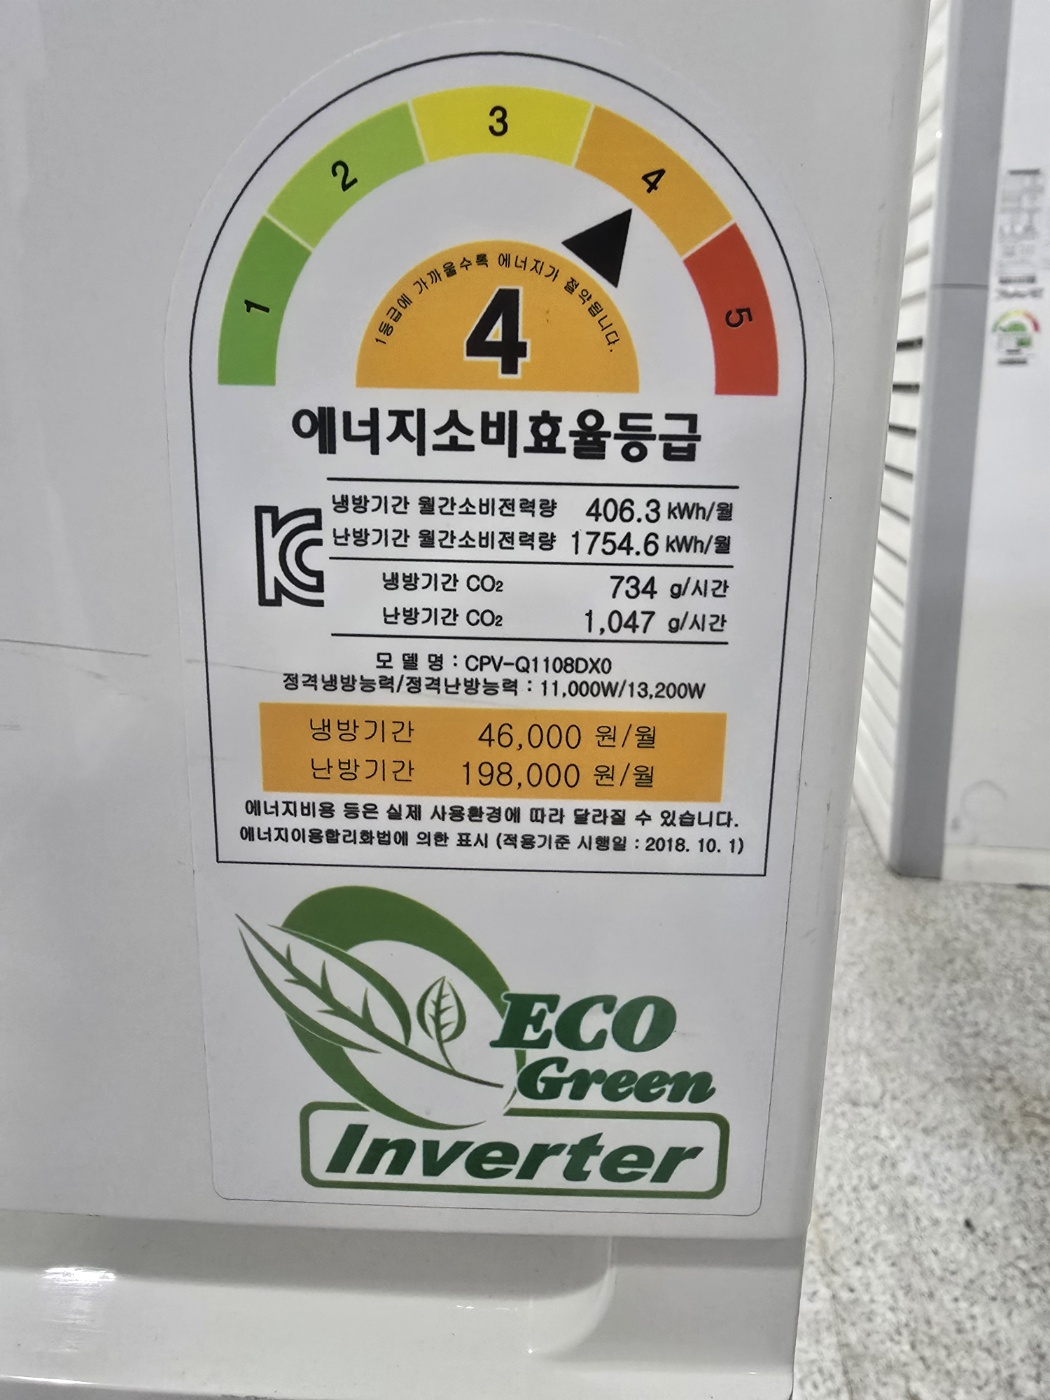 1
2
3
4
5
1등급에 가까울수록 에너지가 절약됩니다.
4
에너지소비효율등급
냉방기간 월간소비전력량 406.3 kWh/월
난방기간 월간소비전력량 1754.6 kWh/월
냉방기간 CO₂ 734 g/시간
난방기간 CO₂ 1,047 g/시간
모 델 명 : CPV-Q1108DX0
정격냉방능력/정격난방능력 : 11,000W/13,200W
냉방기간 46,000 원/월
난방기간 198,000 원/월
에너지비용 등은 실제 사용환경에 따라 달라질 수 있습니다.
에너지이용합리화법에 의한 표시 (적용기준 시행일 : 2018. 10. 1)
ECO
Green
Inverter